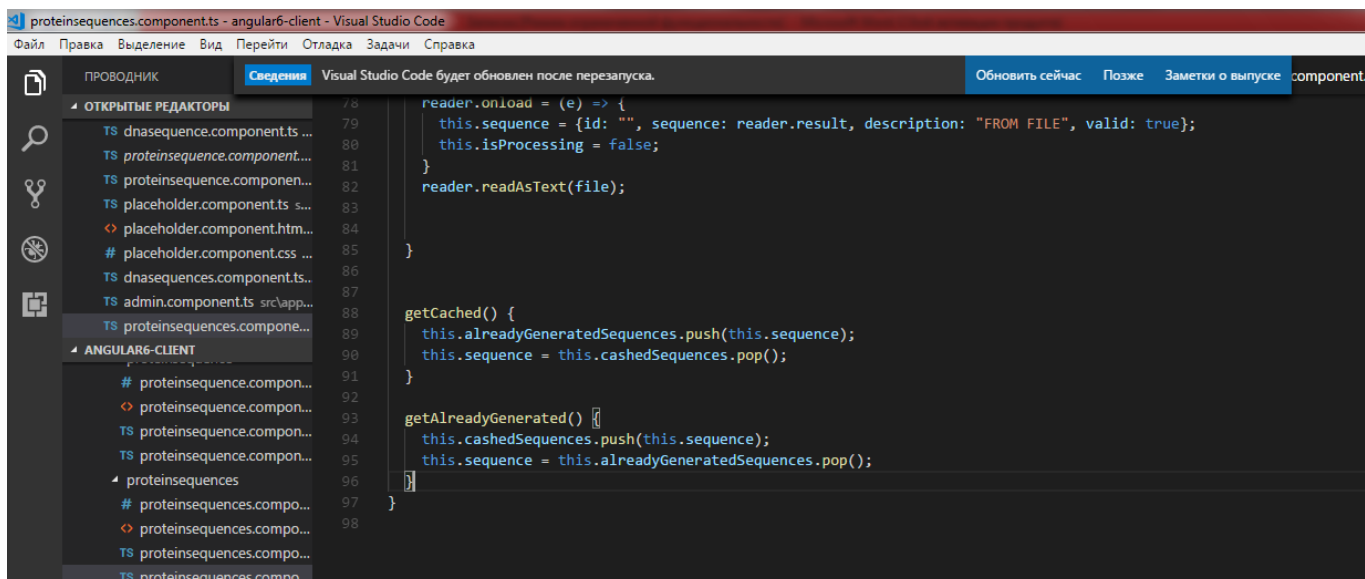 proteinsequences.component.ts - angular6-client - Visual Studio Code
Файл Правка Выделение Вид Перейти Отладка Задачи Справка
ПРОВОДНИК
Сведения Visual Studio Code будет обновлен после перезапуска. Обновить сейчас Позже Заметки о выпуске
component.
ОТКРЫТЫЕ РЕДАКТОРЫ
TS dnasequence.component.ts ...
TS proteinsequence.component....
TS proteinsequence.componen...
TS placeholder.component.ts s...
<> placeholder.component.htm...
# placeholder.component.css ...
TS dnasequences.component.ts...
TS admin.component.ts src\app...
TS proteinsequences.compone...
ANGULAR6-CLIENT
proteinsequence
# proteinsequence.compon...
<> proteinsequence.compon...
TS proteinsequence.compon...
TS proteinsequence.compon...
proteinsequences
# proteinsequences.compo...
<> proteinsequences.compo...
TS proteinsequences.compo...
TS proteinsequences.compo...
78 reader.onload = (e) => {
79 this.sequence = {id: "", sequence: reader.result, description: "FROM FILE", valid: true};
80 this.isProcessing = false;
81 }
82 reader.readAsText(file);
83
84
85 }
86
87
88 getCached() {
89 this.alreadyGeneratedSequences.push(this.sequence);
90 this.sequence = this.cashedSequences.pop();
91 }
92
93 getAlreadyGenerated() {
94 this.cashedSequences.push(this.sequence);
95 this.sequence = this.alreadyGeneratedSequences.pop();
96 }
97 }
98